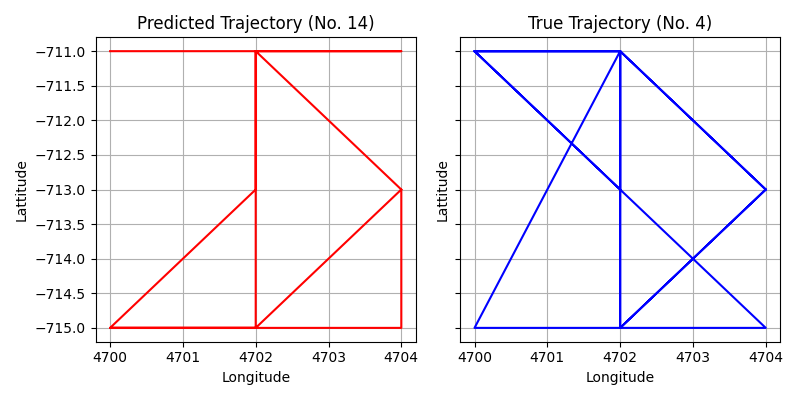 Predicted Trajectory (No. 14)
True Trajectory (No. 4)
−711.0
−711.5
−712.0
−712.5
−713.0
−713.5
−714.0
−714.5
−715.0
Lattitude
Lattitude
4700 4701 4702 4703 4704
4700 4701 4702 4703 4704
Longitude
Longitude